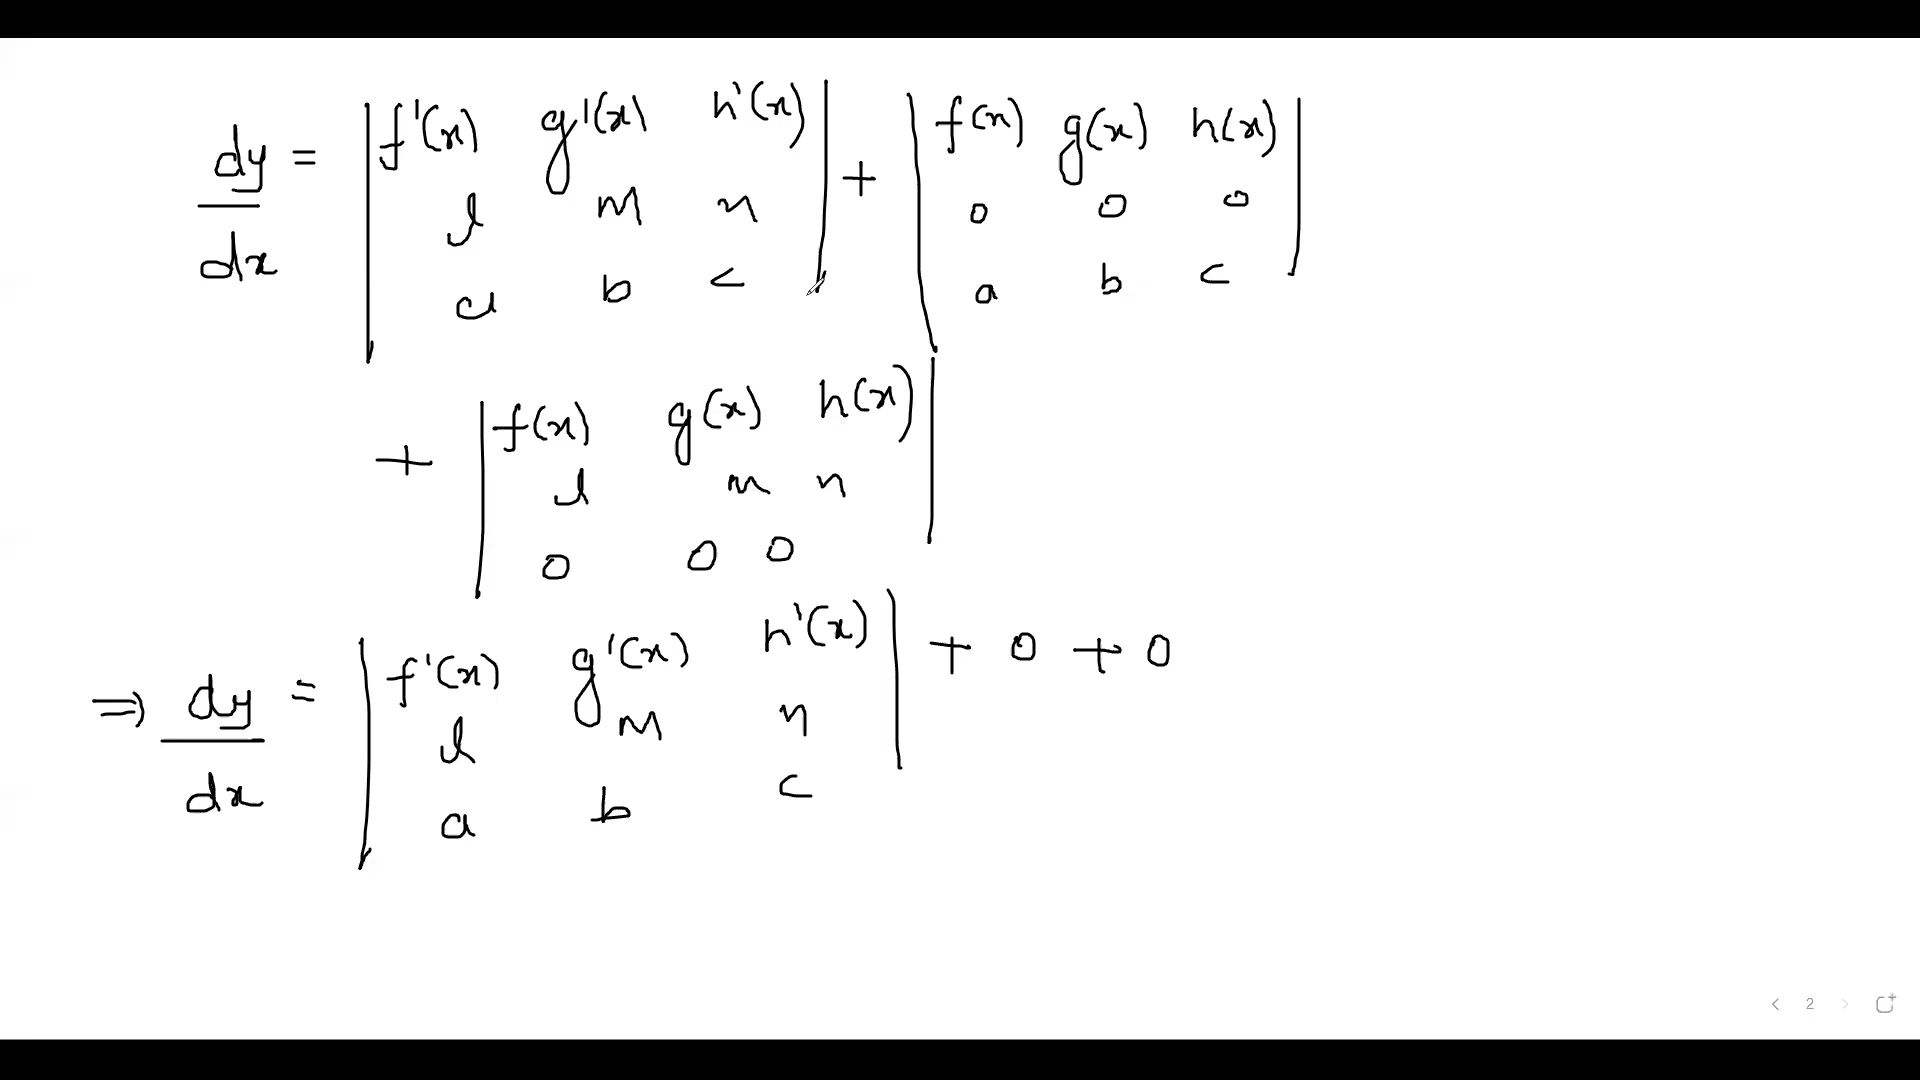 dy/dx = | f'(x) g'(x) h'(x) | + | f(x) g(x) h(x) |
l m n 0 0 0
a b c a b c
+ | f(x) g(x) h(x) |
l m n
0 0 0
⇒ dy/dx = | f'(x) g'(x) h'(x) | + 0 + 0
l m n
a b c
< 2 >